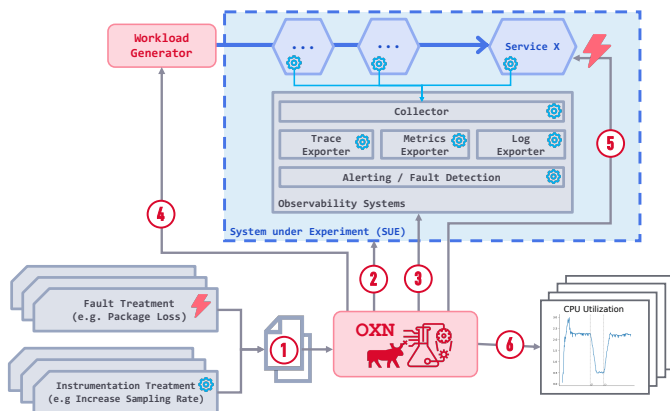 Workload
Generator
...
...
Service X
Collector
Trace
Exporter
Metrics
Exporter
Log
Exporter
Alerting / Fault Detection
Observability Systems
System under Experiment (SUE)
5
4
2
3
Fault Treatment
(e.g. Package Loss)
1
OXN
6
CPU Utilization
Instrumentation Treatment
(e.g Increase Sampling Rate)